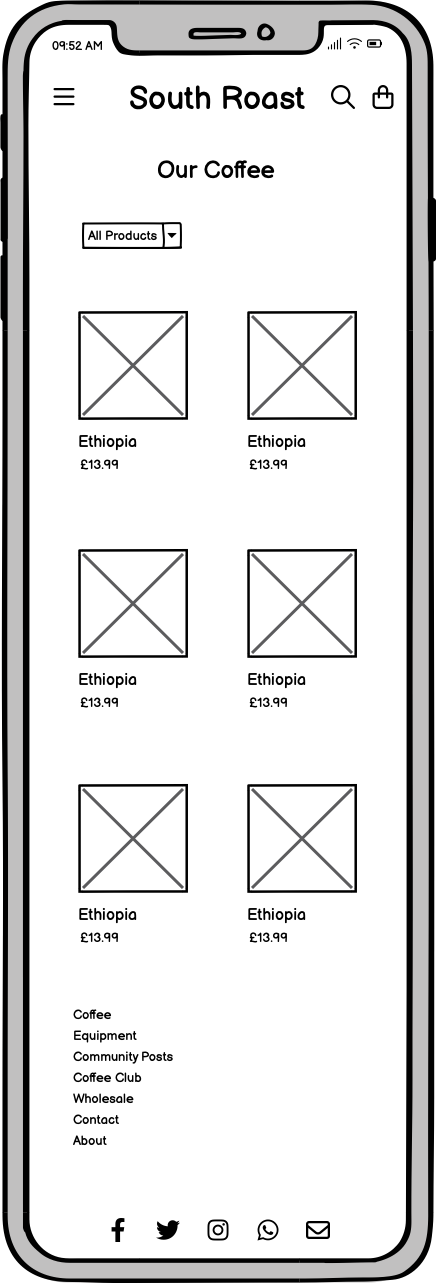 09:52 AM
South Roast
Our Coffee
All Products
Ethiopia
£13.99
Ethiopia
£13.99
Ethiopia
£13.99
Ethiopia
£13.99
Ethiopia
£13.99
Ethiopia
£13.99
Coffee
Equipment
Community Posts
Coffee Club
Wholesale
Contact
About